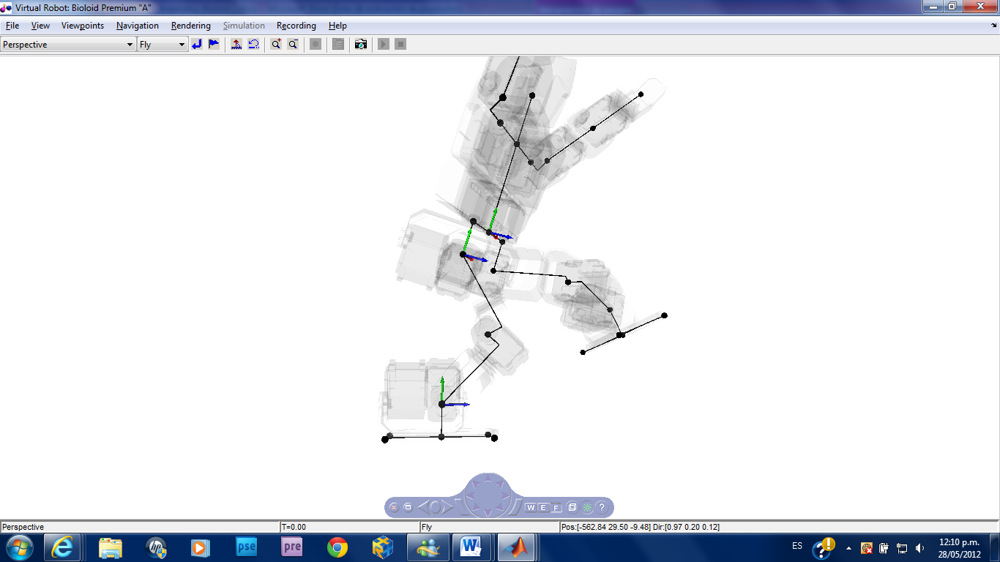 Virtual Robot: Bioloid Premium "A"
File View Viewpoints Navigation Rendering Simulation Recording Help
Perspective Fly
W E F ?
Perspective T=0.00 Fly Pos:[-562.84 29.50 -9.48] Dir:[0.97 0.20 0.12]
hp pse pre W ES ? 12:10 p.m.
28/05/2012